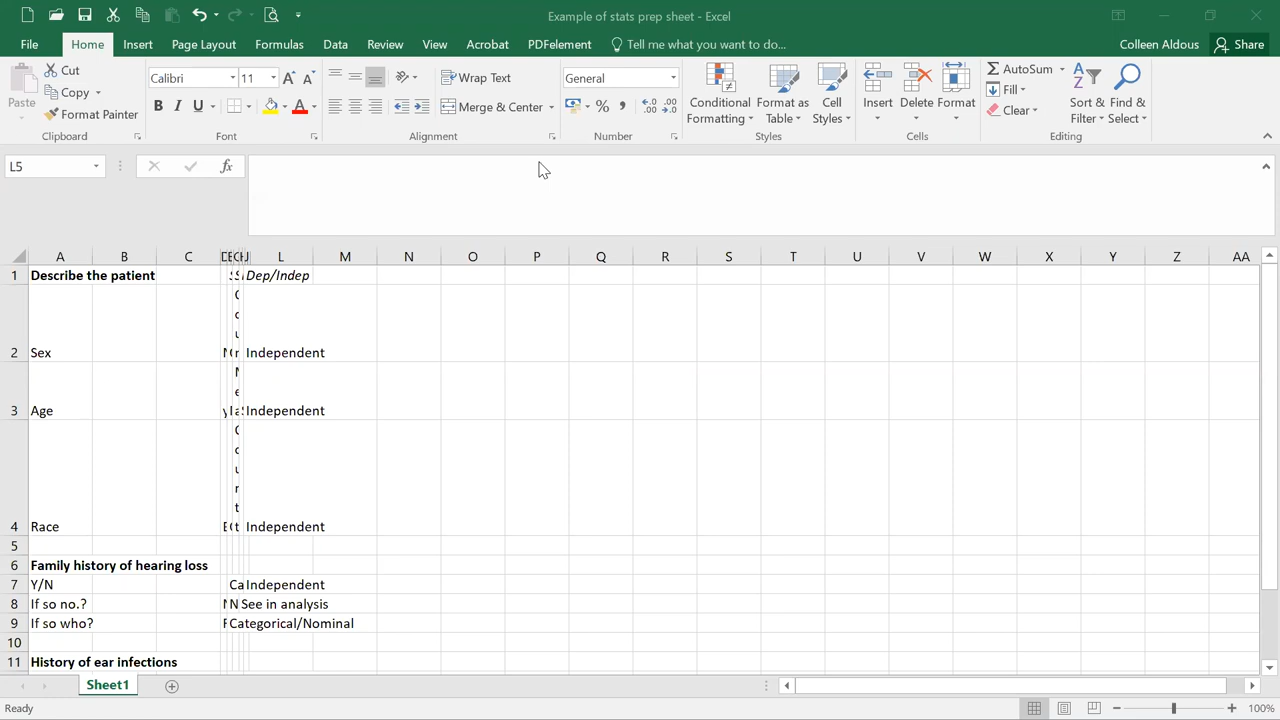 Example of stats prep sheet - Excel
File Home Insert Page Layout Formulas Data Review View Acrobat PDFelement Tell me what you want to do... Colleen Aldous Share
Paste Cut Copy Format Painter Clipboard
Calibri 11 A A B I U A Font
Wrap Text Merge & Center Alignment
General % , Number
Conditional Formatting Format as Table Cell Styles Styles
Insert Delete Format Cells
AutoSum Fill Clear Sort & Filter Find & Select Editing
L5 fx
A B C L M N O P Q R S T U V W X Y Z AA
1 Describe the patient Dep/Indep
2 Sex Independent
3 Age Independent
4 Race Independent
5
6 Family history of hearing loss
7 Y/N Ca Independent
8 If so no.? See in analysis
9 If so who? Categorical/Nominal
10
11 History of ear infections
Sheet1
Ready 100%